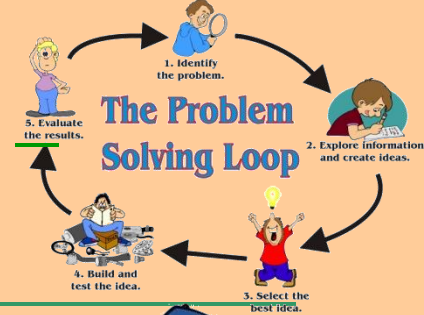 1. Identify
the problem.
The Problem
Solving Loop
2. Explore information
and create ideas.
3. Select the
best idea.
4. Build and
test the idea.
5. Evaluate
the results.